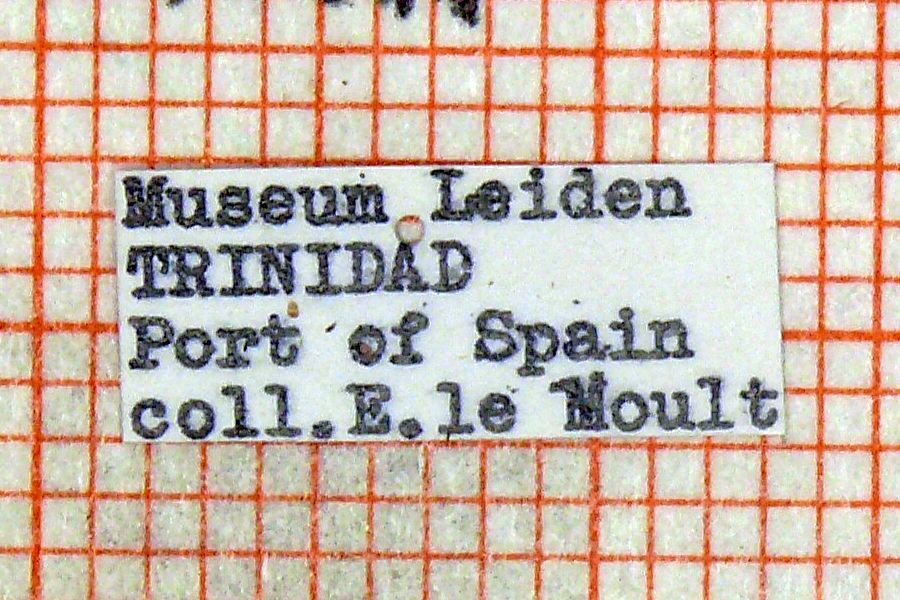 Museum Leiden
TRINIDAD
Port of Spain
coll.E.le Moult